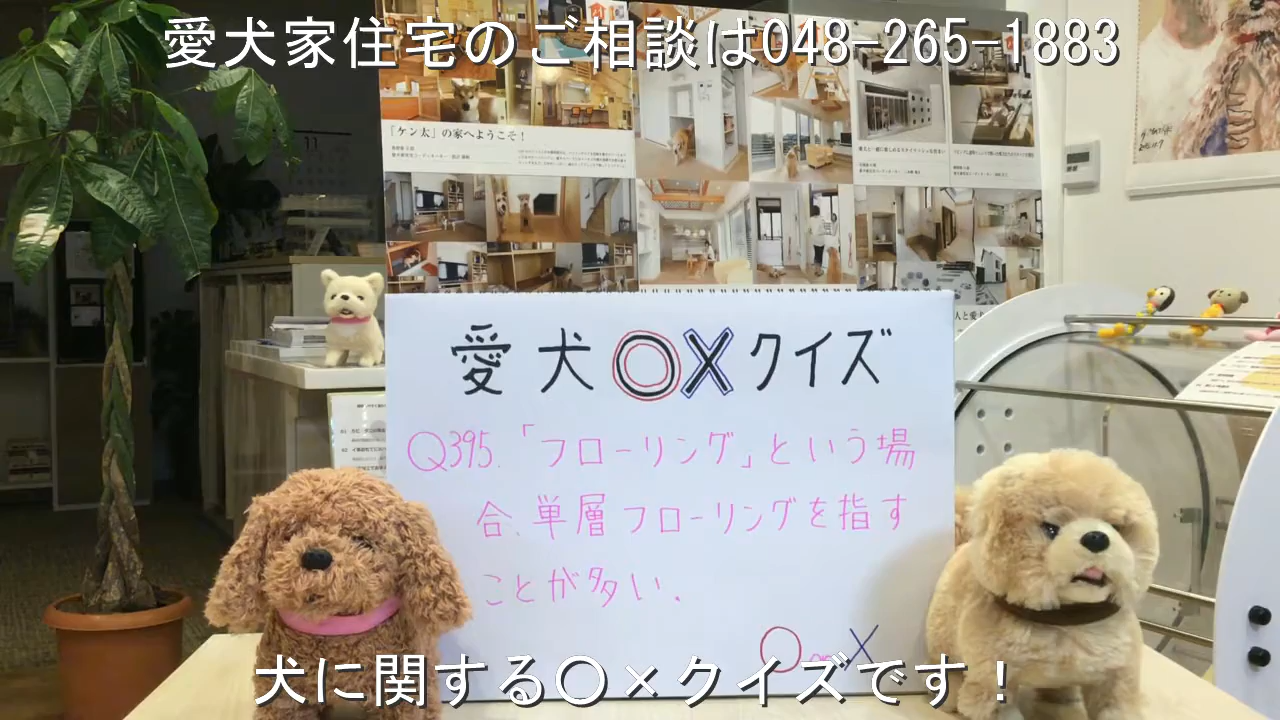 愛犬家住宅のご相談は048-265-1883
11
「ケン太」の家へようこそ！
愛犬○×クイズ
Q395.「フローリング」という場
合、単層フローリングを指す
ことが多い、
○ or ×
犬に関する〇×クイズです！